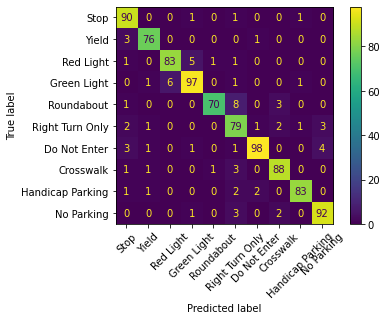 Stop 90 0 0 1 0 1 0 0 1 0
Yield 3 76 0 0 0 0 1 0 0 0
Red Light 1 0 83 5 1 1 0 0 0 0
Green Light 0 1 6 97 0 1 0 0 1 0
Roundabout 1 0 0 0 70 8 0 3 0 0
Right Turn Only 2 1 0 0 0 79 1 2 1 3
Do Not Enter 3 1 0 1 0 1 98 0 0 4
Crosswalk 1 1 0 0 1 3 0 88 0 0
Handicap Parking 1 1 0 0 0 2 2 0 83 0
No Parking 0 0 0 1 0 3 0 2 0 92
True label
Stop
Yield
Red Light
Green Light
Roundabout
Right Turn Only
Do Not Enter
Crosswalk
Handicap Parking
No Parking
Predicted label
80
60
40
20
0